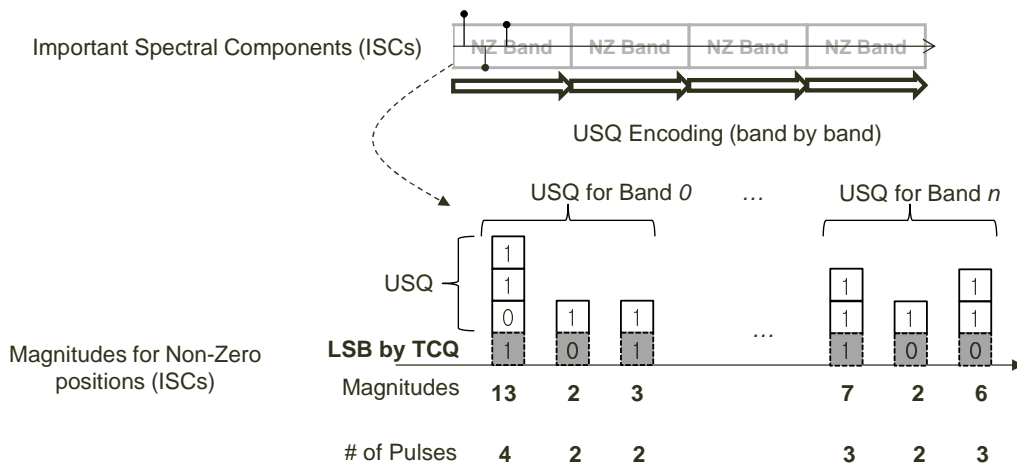 Important Spectral Components (ISCs)
NZ Band NZ Band NZ Band NZ Band
USQ Encoding (band by band)
USQ for Band 0 ... USQ for Band n
USQ
1
1 1 1
0 1 1 1 1 1
LSB by TCQ 1 0 1 ... 1 0 0
Magnitudes for Non-Zero
positions (ISCs)
Magnitudes 13 2 3 7 2 6
# of Pulses 4 2 2 3 2 3